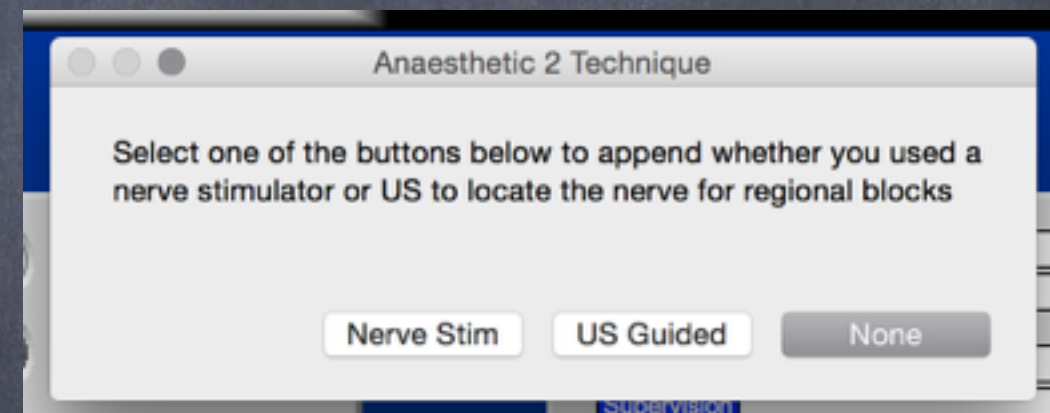 Anaesthetic 2 Technique
Select one of the buttons below to append whether you used a
nerve stimulator or US to locate the nerve for regional blocks
Nerve Stim US Guided None
Supervision